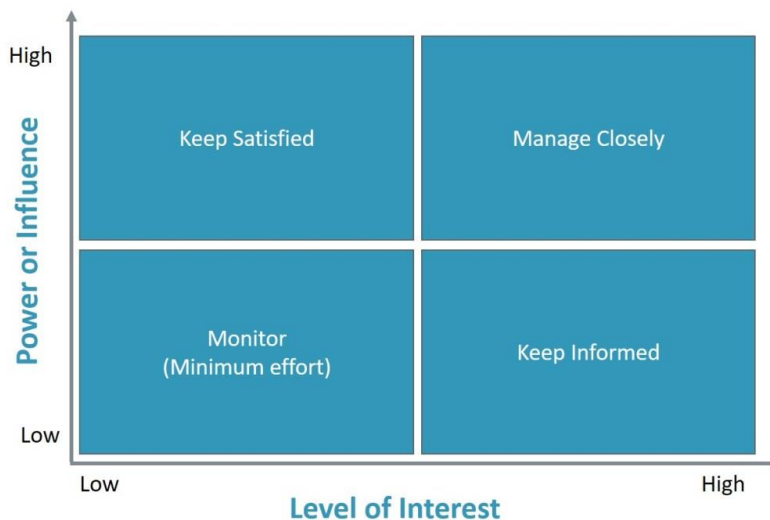 High
Keep Satisfied
Manage Closely
Power or Influence
Monitor
(Minimum effort)
Keep Informed
Low
Low
High
Level of Interest